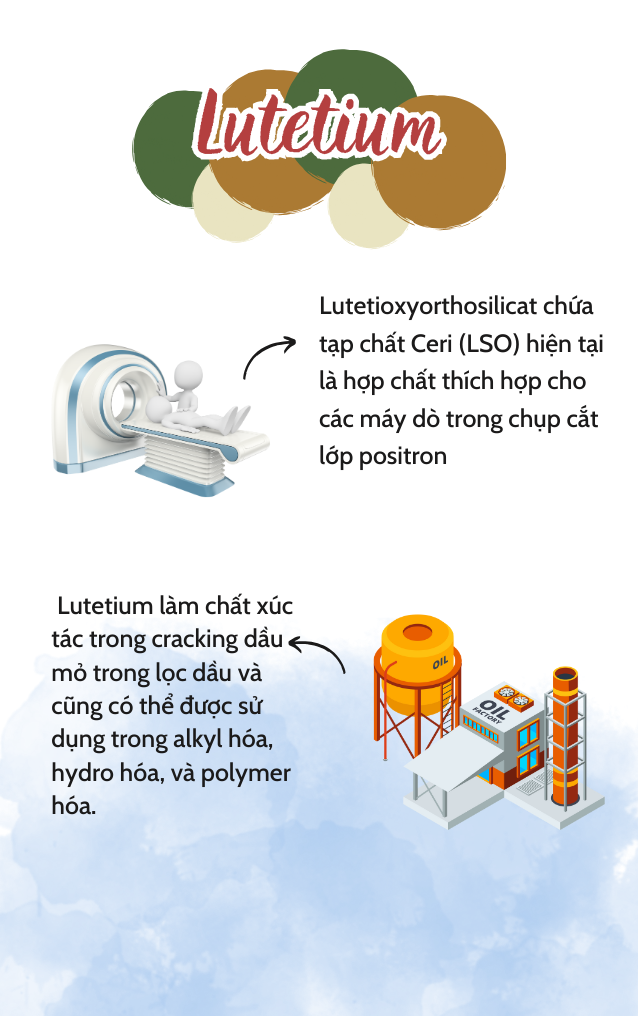 Lutetium
Lutetioxyorthosilicat chứa
tạp chất Ceri (LSO) hiện tại
là hợp chất thích hợp cho
các máy dò trong chụp cắt
lớp positron
Lutetium làm chất xúc
tác trong cracking dầu
mỏ trong lọc dầu và
cũng có thể được sử
dụng trong alkyl hóa,
hydro hóa, và polymer
hóa.
OIL
OIL
FACTORY